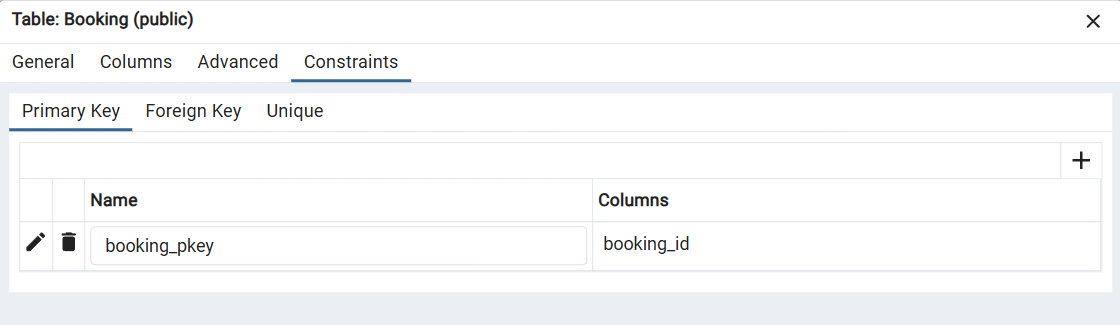 Table: Booking (public)
General Columns Advanced Constraints
Primary Key Foreign Key Unique
Name Columns
booking_pkey booking_id